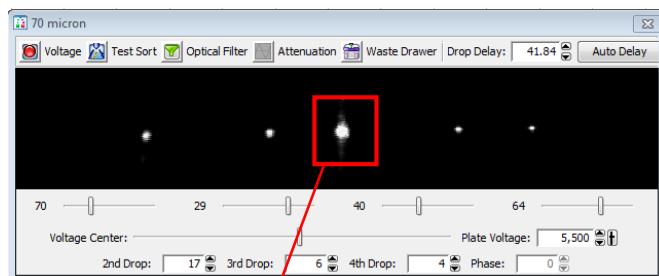 70 micron
Voltage Test Sort Optical Filter Attenuation Waste Drawer Drop Delay: 41.84 Auto Delay
70 29 40 64
Voltage Center: Plate Voltage: 5,500 t
2nd Drop: 17 3rd Drop: 6 4th Drop: 4 Phase: 0